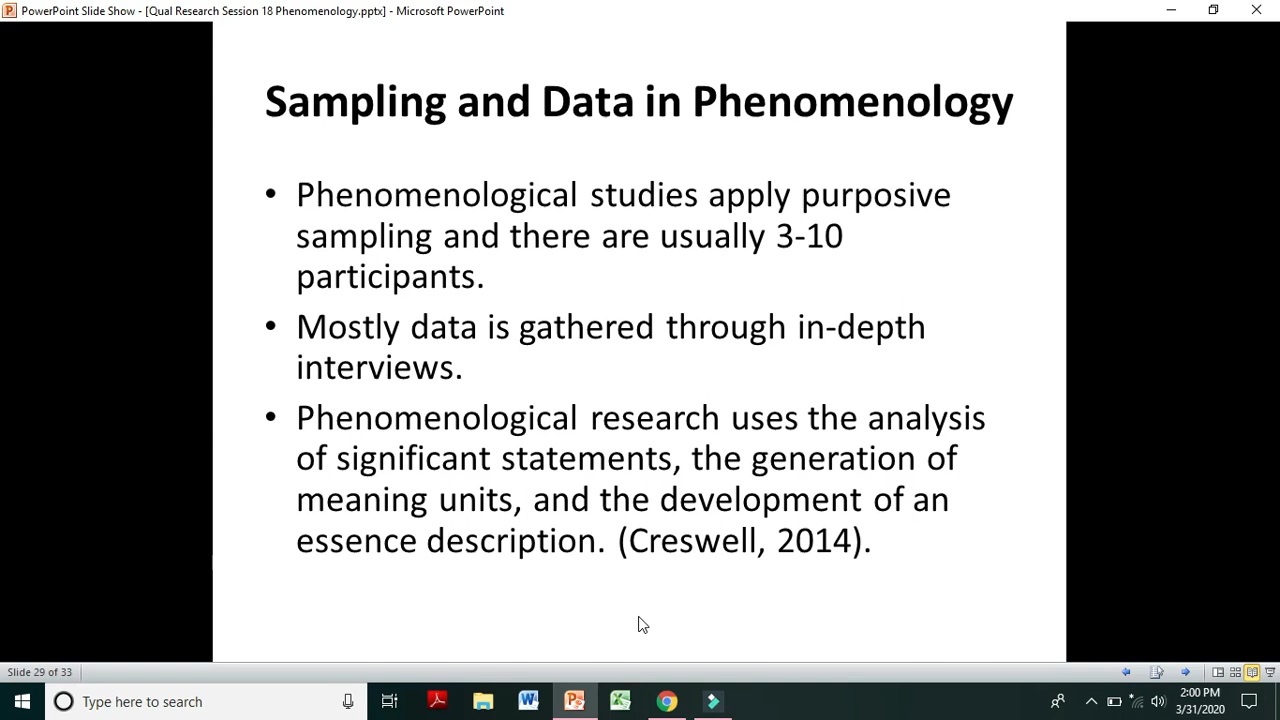 PowerPoint Slide Show - [Qual Research Session 18 Phenomenology.pptx] - Microsoft PowerPoint
Sampling and Data in Phenomenology
• Phenomenological studies apply purposive
sampling and there are usually 3-10
participants.
• Mostly data is gathered through in-depth
interviews.
• Phenomenological research uses the analysis
of significant statements, the generation of
meaning units, and the development of an
essence description. (Creswell, 2014).
Slide 29 of 33
Type here to search
2:00 PM
3/31/2020